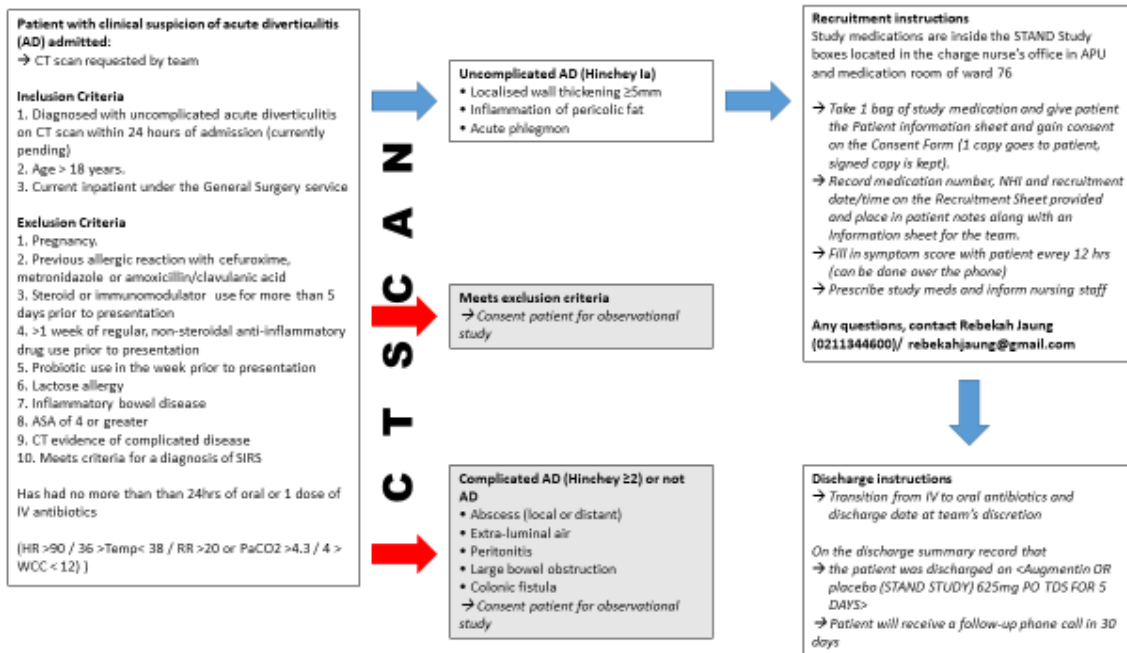 Patient with clinical suspicion of acute diverticulitis
(AD) admitted:
→ CT scan requested by team
Inclusion Criteria
1. Diagnosed with uncomplicated acute diverticulitis
on CT scan within 24 hours of admission (currently
pending)
2. Age > 18 years.
3. Current inpatient under the General Surgery service
Exclusion Criteria
1. Pregnancy.
2. Previous allergic reaction with cefuroxime,
metronidazole or amoxicillin/clavulanic acid
3. Steroid or immunomodulator use for more than 5
days prior to presentation
4. >1 week of regular, non-steroidal anti-inflammatory
drug use prior to presentation
5. Probiotic use in the week prior to presentation
6. Lactose allergy
7. Inflammatory bowel disease
8. ASA of 4 or greater
9. CT evidence of complicated disease
10. Meets criteria for a diagnosis of SIRS
Has had no more than than 24hrs of oral or 1 dose of
IV antibiotics
(HR >90 / 36 >Temp< 38 / RR >20 or PaCO2 >4.3 / 4 >
WCC < 12) )
CT SCAN
Uncomplicated AD (Hinchey Ia)
• Localised wall thickening ≥5mm
• Inflammation of pericolic fat
• Acute phlegmon
Meets exclusion criteria
→ Consent patient for observational
study
Complicated AD (Hinchey ≥2) or not
AD
• Abscess (local or distant)
• Extra-luminal air
• Peritonitis
• Large bowel obstruction
• Colonic fistula
→ Consent patient for observational
study
Recruitment instructions
Study medications are inside the STAND Study
boxes located in the charge nurse's office in APU
and medication room of ward 76
→ Take 1 bag of study medication and give patient
the Patient information sheet and gain consent
on the Consent Form (1 copy goes to patient,
signed copy is kept).
→ Record medication number, NHI and recruitment
date/time on the Recruitment Sheet provided
and place in patient notes along with an
Information sheet for the team.
→ Fill in symptom score with patient evrey 12 hrs
(can be done over the phone)
→ Prescribe study meds and inform nursing staff
Any questions, contact Rebekah Jaung
(0211344600)/ rebekahjaung@gmail.com
Discharge instructions
→ Transition from IV to oral antibiotics and
discharge date at team's discretion
On the discharge summary record that
→ the patient was discharged on <Augmentin OR
placebo (STAND STUDY) 625mg PO TDS FOR 5
DAYS>
→ Patient will receive a follow-up phone call in 30
days